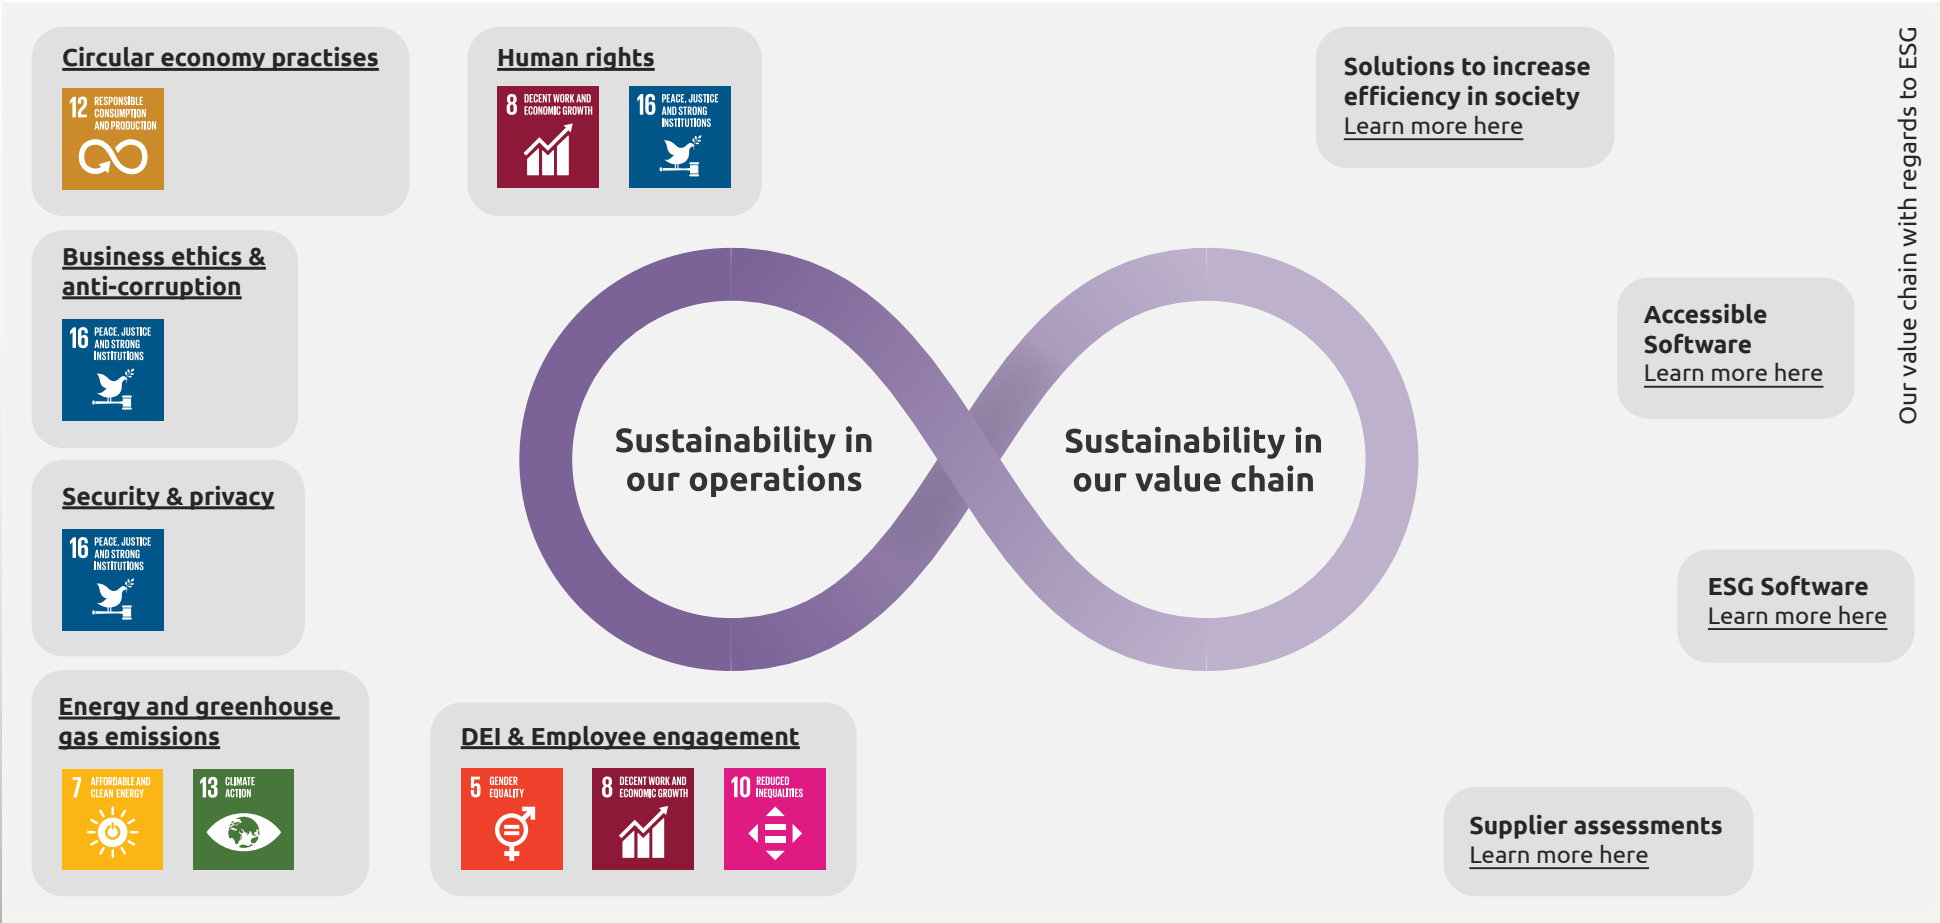 Circular economy practises
12 RESPONSIBLE
CONSUMPTION
AND PRODUCTION
Human rights
8 DECENT WORK AND
ECONOMIC GROWTH
16 PEACE, JUSTICE
AND STRONG
INSTITUTIONS
Business ethics &
anti-corruption
16 PEACE, JUSTICE
AND STRONG
INSTITUTIONS
Security & privacy
16 PEACE, JUSTICE
AND STRONG
INSTITUTIONS
Energy and greenhouse
gas emissions
7 AFFORDABLE AND
CLEAN ENERGY
13 CLIMATE
ACTION
DEI & Employee engagement
5 GENDER
EQUALITY
8 DECENT WORK AND
ECONOMIC GROWTH
10 REDUCED
INEQUALITIES
Sustainability in
our operations
Sustainability in
our value chain
Solutions to increase
efficiency in society
Learn more here
Accessible
Software
Learn more here
ESG Software
Learn more here
Supplier assessments
Learn more here
Our value chain with regards to ESG